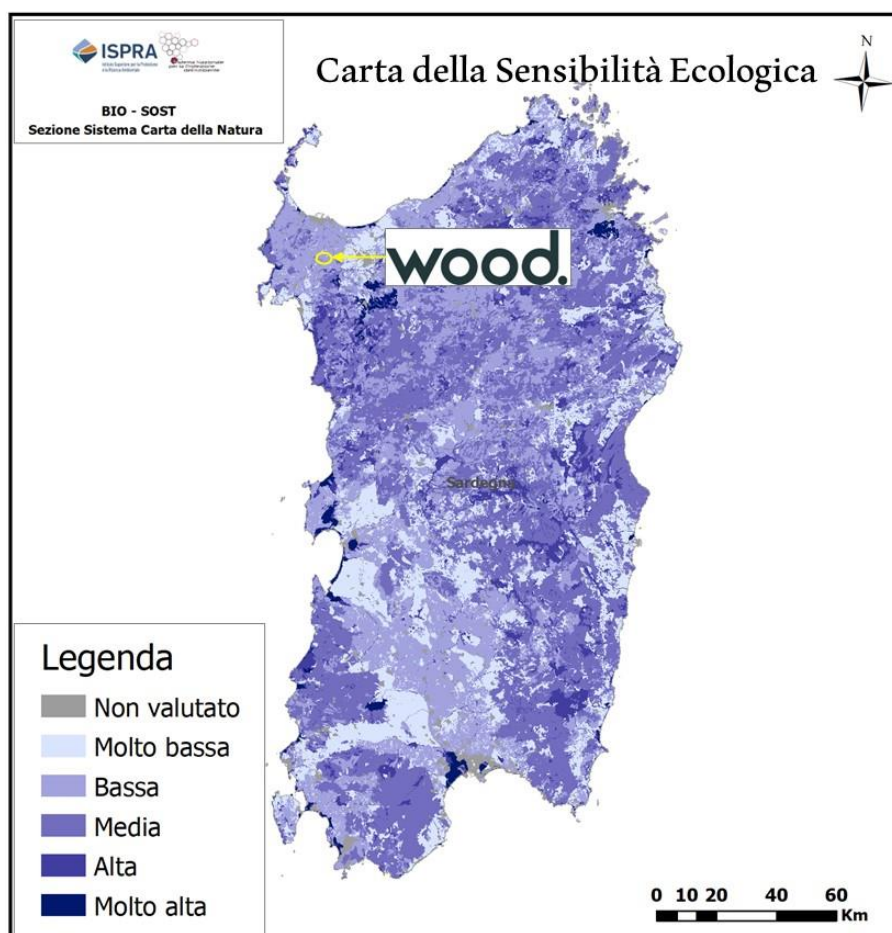 ISPRA
BIO - SOST
Sezione Sistema Carta della Natura
Carta della Sensibilità Ecologica
N
wood.
Sardegna
Legenda
Non valutato
Molto bassa
Bassa
Media
Alta
Molto alta
0 10 20 40 60
Km